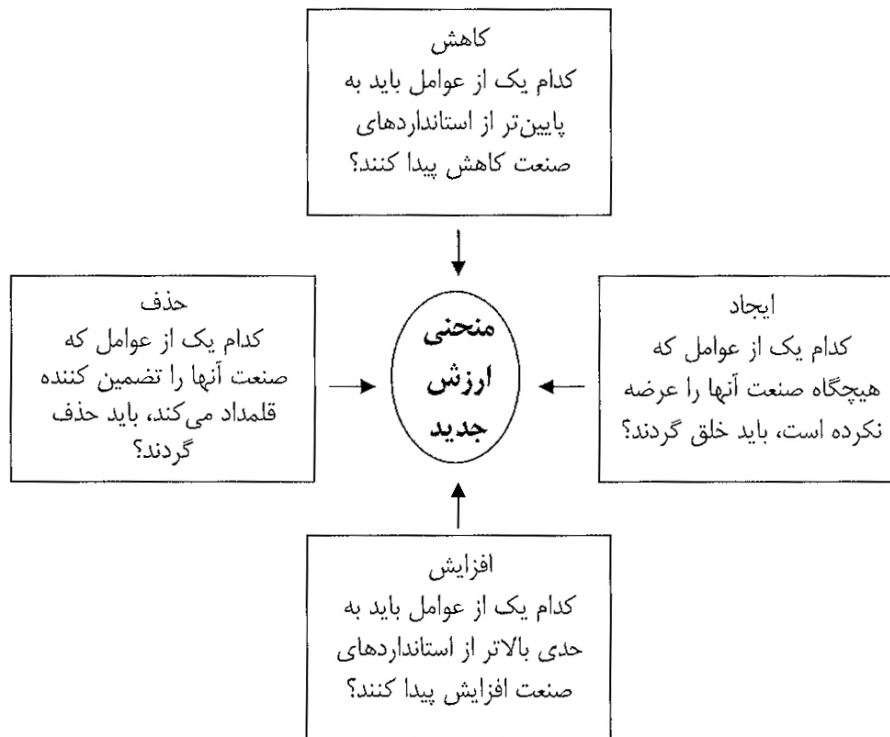 کاهش
کدام یک از عوامل باید به
پایین‌تر از استانداردهای
صنعت کاهش پیدا کنند؟
ایجاد
کدام یک از عوامل که
هیچگاه صنعت آنها را عرضه
نکرده است، باید خلق گردند؟
منحنی
ارزش
جدید
حذف
کدام یک از عوامل که
صنعت آنها را تضمین کننده
قلمداد می‌کند، باید حذف
گردند؟
افزایش
کدام یک از عوامل باید به
حدی بالاتر از استانداردهای
صنعت افزایش پیدا کنند؟